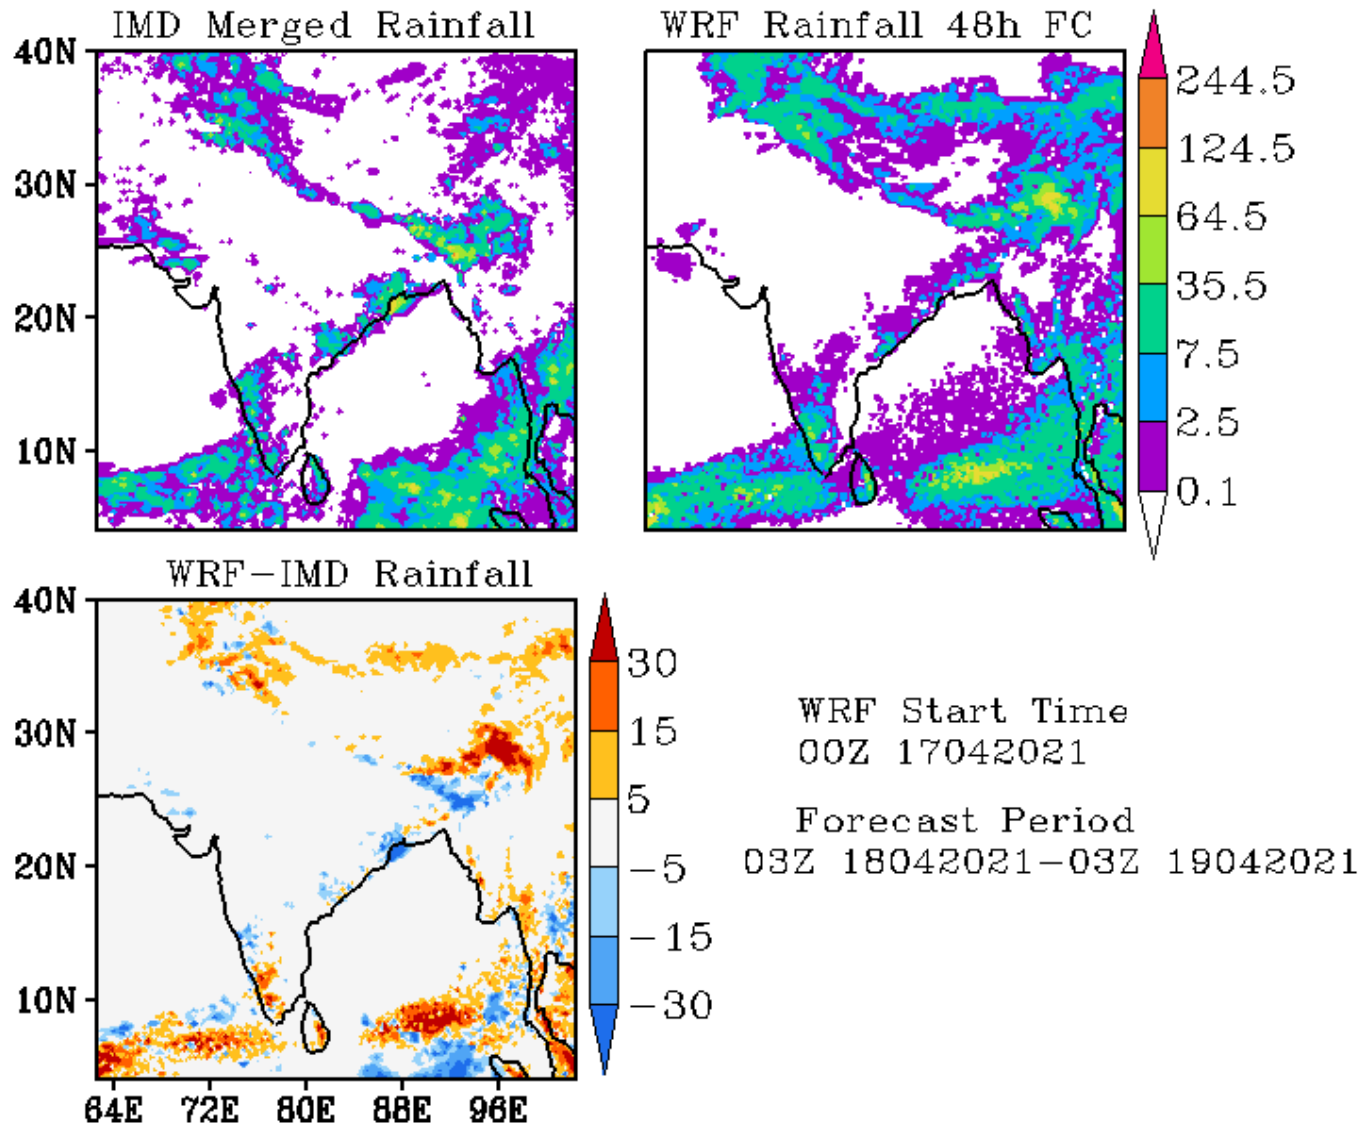 IMD Merged Rainfall
WRF Rainfall 48h FC
40N
30N
20N
10N
244.5
124.5
64.5
35.5
7.5
2.5
0.1
WRF-IMD Rainfall
40N
30N
20N
10N
64E 72E 80E 88E 96E
30
15
5
-5
-15
-30
WRF Start Time
00Z 17042021
Forecast Period
03Z 18042021-03Z 19042021